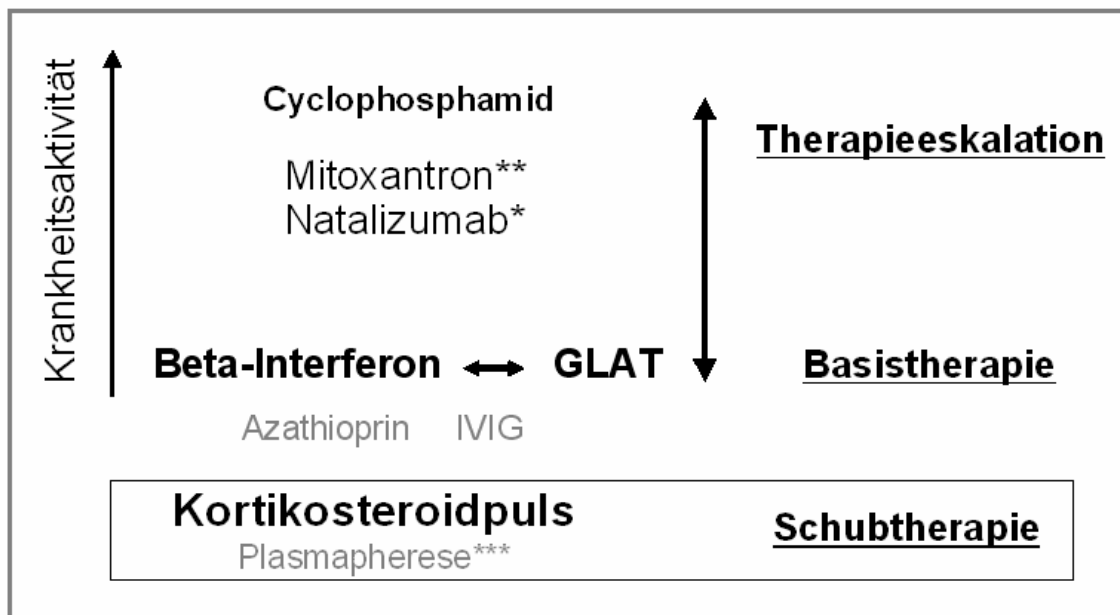 Krankheitsaktivität
Cyclophosphamid
Therapieeskalation
Mitoxantron**
Natalizumab*
Beta-Interferon GLAT Basistherapie
Azathioprin IVIG
Kortikosteroidpuls
Schubtherapie
Plasmapherese***